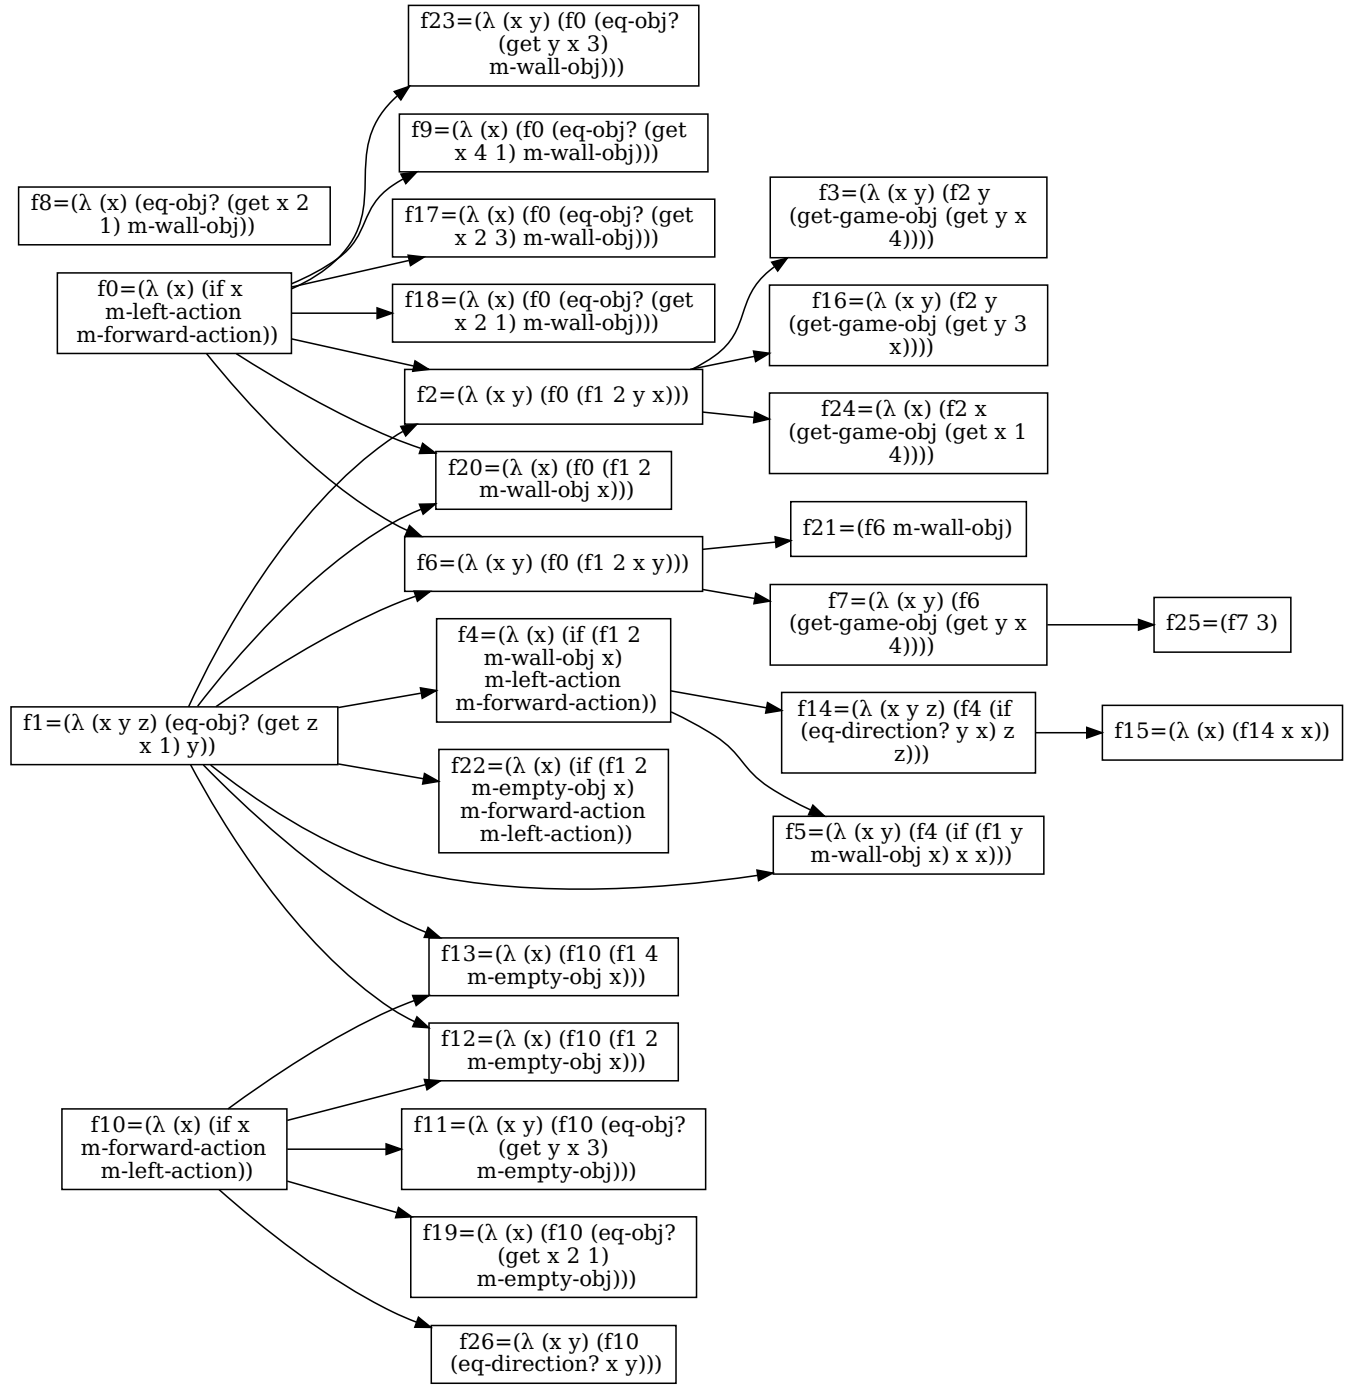 f23=(λ (x y) (f0 (eq-obj?
(get y x 3)
m-wall-obj)))
f9=(λ (x) (f0 (eq-obj? (get
x 4 1) m-wall-obj)))
f8=(λ (x) (eq-obj? (get x 2
1) m-wall-obj))
f17=(λ (x) (f0 (eq-obj? (get
x 2 3) m-wall-obj)))
f3=(λ (x y) (f2 y
(get-game-obj (get y x
4))))
f0=(λ (x) (if x
m-left-action
m-forward-action))
f18=(λ (x) (f0 (eq-obj? (get
x 2 1) m-wall-obj)))
f16=(λ (x y) (f2 y
(get-game-obj (get y 3
x))))
f2=(λ (x y) (f0 (f1 2 y x)))
f24=(λ (x) (f2 x
(get-game-obj (get x 1
4))))
f20=(λ (x) (f0 (f1 2
m-wall-obj x)))
f21=(f6 m-wall-obj)
f6=(λ (x y) (f0 (f1 2 x y)))
f7=(λ (x y) (f6
(get-game-obj (get y x
4))))
f25=(f7 3)
f4=(λ (x) (if (f1 2
m-wall-obj x)
m-left-action
m-forward-action))
f1=(λ (x y z) (eq-obj? (get z
x 1) y))
f14=(λ (x y z) (f4 (if
(eq-direction? y x) z
z)))
f15=(λ (x) (f14 x x))
f22=(λ (x) (if (f1 2
m-empty-obj x)
m-forward-action
m-left-action))
f5=(λ (x y) (f4 (if (f1 y
m-wall-obj x) x x)))
f13=(λ (x) (f10 (f1 4
m-empty-obj x)))
f12=(λ (x) (f10 (f1 2
m-empty-obj x)))
f10=(λ (x) (if x
m-forward-action
m-left-action))
f11=(λ (x y) (f10 (eq-obj?
(get y x 3)
m-empty-obj)))
f19=(λ (x) (f10 (eq-obj?
(get x 2 1)
m-empty-obj)))
f26=(λ (x y) (f10
(eq-direction? x y)))